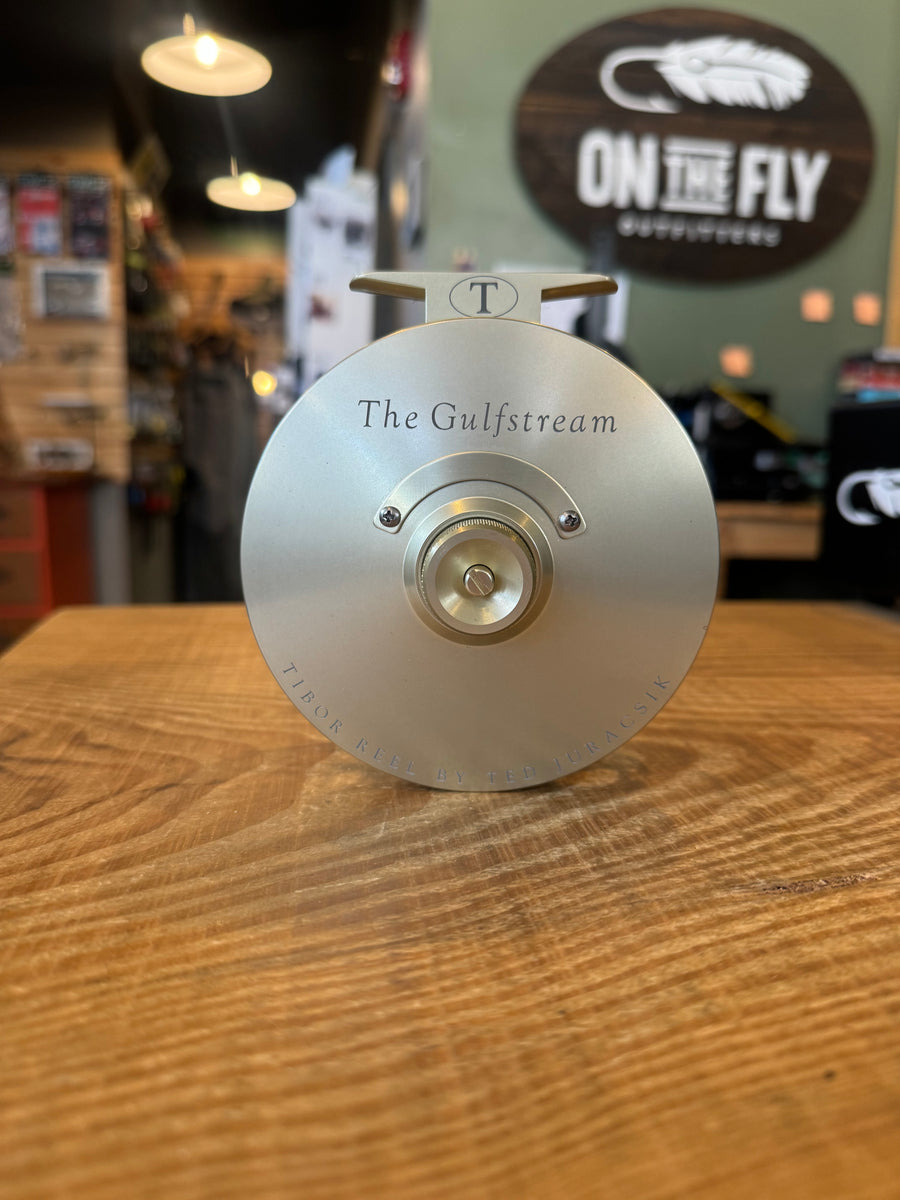 ON THE FLY
OUTFITTERS
T
The Gulfstream
TIBOR REEL BY TED JURACSIK